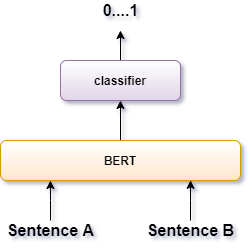 0....1
classifier
BERT
Sentence A
Sentence B